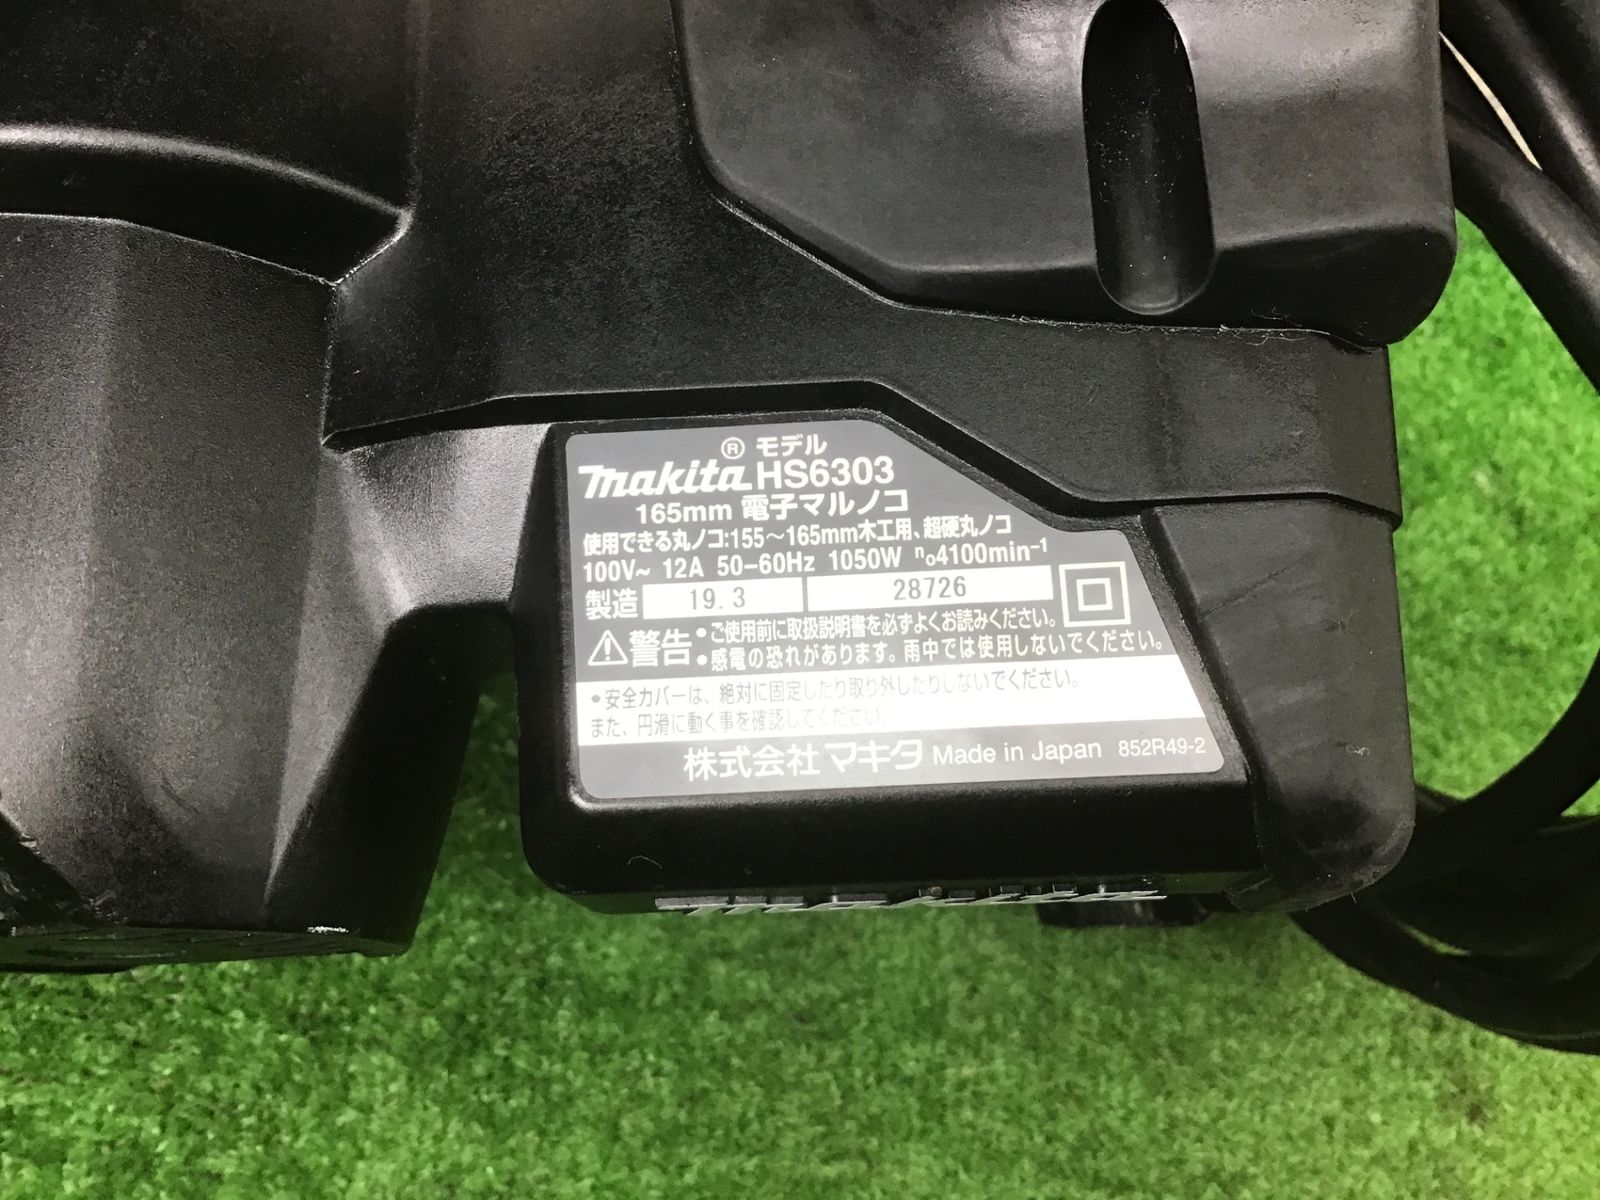 ® モデル
makita HS6303
165mm 電子マルノコ
使用できる丸ノコ:155～165mm木工用、超硬丸ノコ
100V~ 12A 50-60Hz 1050W n₀4100min⁻¹
製造 19.3 28726
警告 •ご使用前に取扱説明書を必ずよくお読みください。
•感電の恐れがあります。雨中では使用しないでください。
•安全カバーは、絶対に固定したり取り外したりしないでください。
また、円滑に動く事を確認してください。
株式会社 マキタ Made in Japan 852R49-2